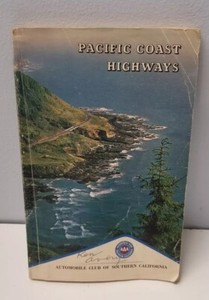 PACIFIC COAST
HIGHWAYS
AUTOMOBILE CLUB OF SOUTHERN CALIFORNIA